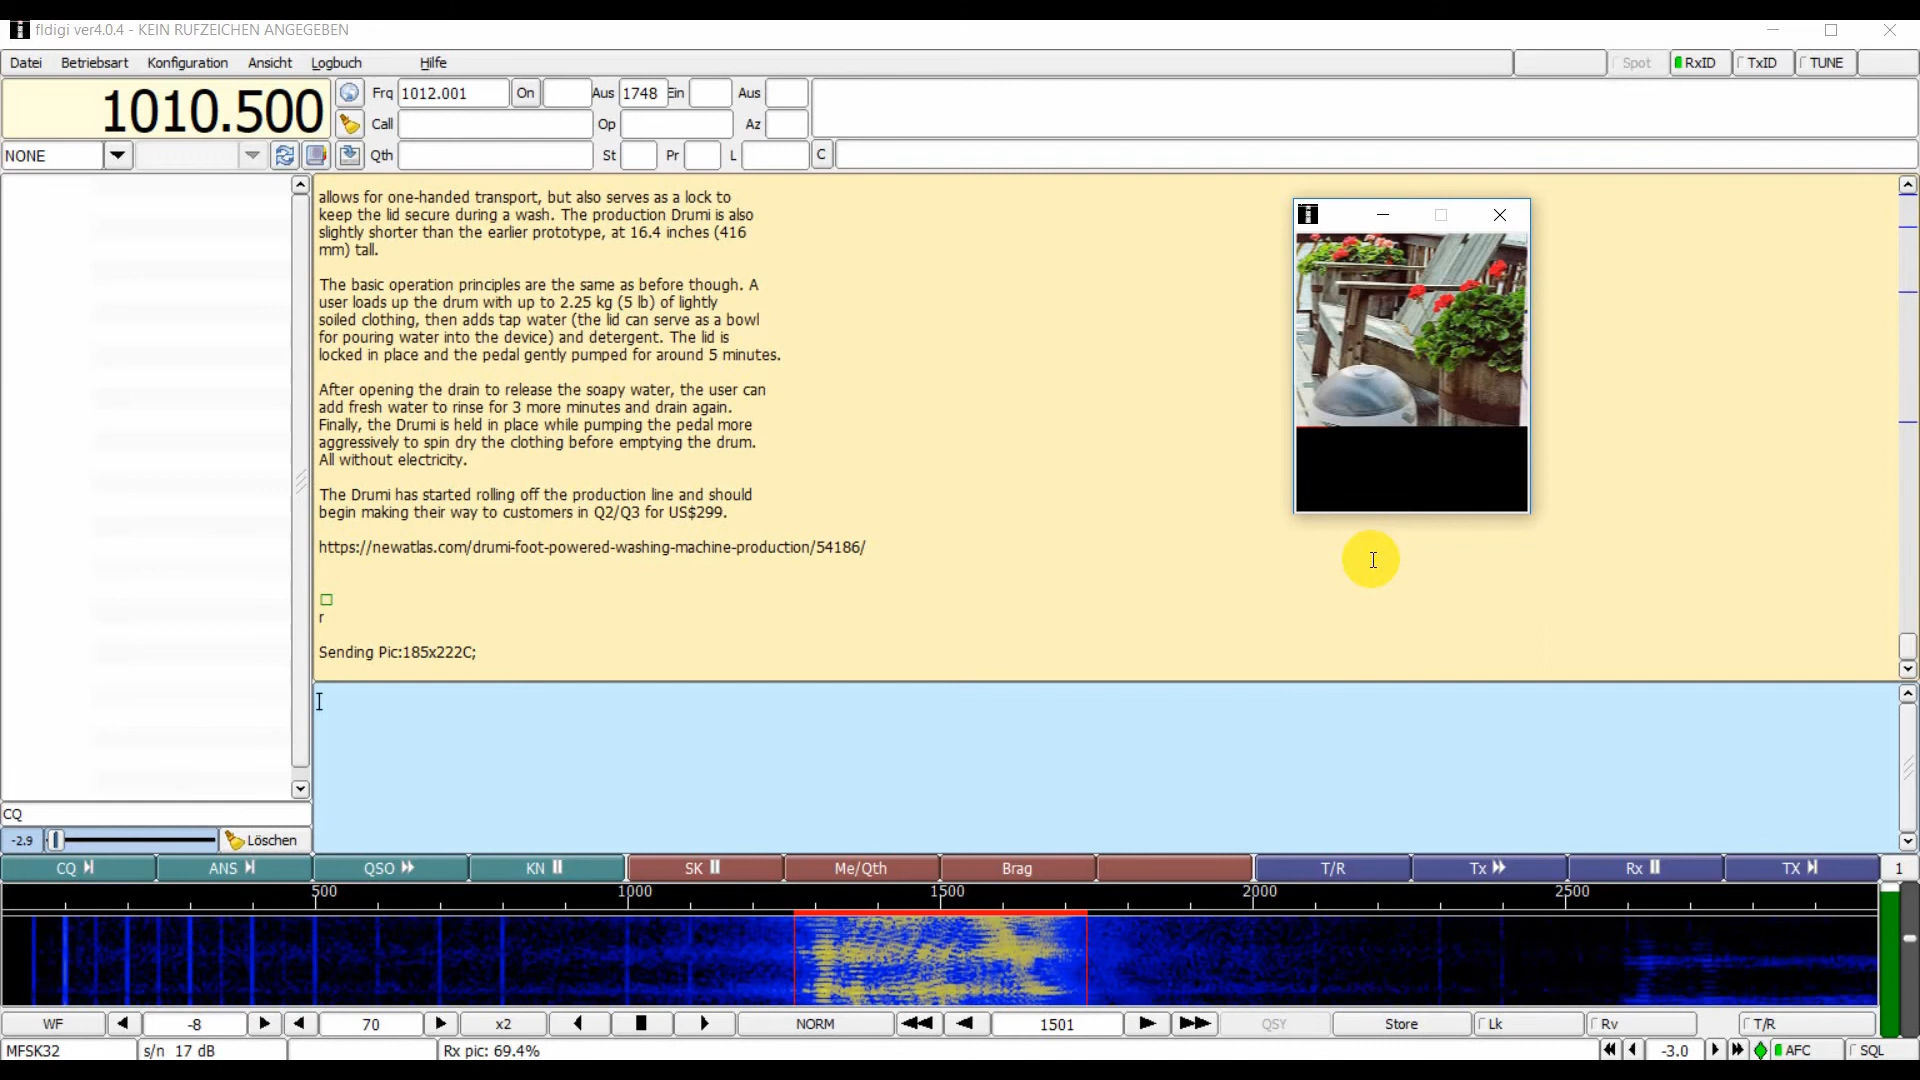 fldigi ver4.0.4 - KEIN RUFZEICHEN ANGEGEBEN
Datei Betriebsart Konfiguration Ansicht Logbuch Hilfe Spot RxID TxID TUNE
1010.500 Frq 1012.001 On Aus 1748 Ein Aus
Call Op Az
NONE Qth St Pr L C
allows for one-handed transport, but also serves as a lock to
keep the lid secure during a wash. The production Drumi is also
slightly shorter than the earlier prototype, at 16.4 inches (416
mm) tall.
The basic operation principles are the same as before though. A
user loads up the drum with up to 2.25 kg (5 lb) of lightly
soiled clothing, then adds tap water (the lid can serve as a bowl
for pouring water into the device) and detergent. The lid is
locked in place and the pedal gently pumped for around 5 minutes.
After opening the drain to release the soapy water, the user can
add fresh water to rinse for 3 more minutes and drain again.
Finally, the Drumi is held in place while pumping the pedal more
aggressively to spin dry the clothing before emptying the drum.
All without electricity.
The Drumi has started rolling off the production line and should
begin making their way to customers in Q2/Q3 for US$299.
https://newatlas.com/drumi-foot-powered-washing-machine-production/54186/
r
Sending Pic:185x222C;
CQ
-2.9 Löschen
CQ ANS QSO KN SK Me/Qth Brag T/R Tx Rx TX 1
500 1000 1500 2000 2500
WF -8 70 x2 NORM 1501 QSY Store Lk Rv T/R
MFSK32 s/n 17 dB Rx pic: 69.4% -3.0 AFC SQL